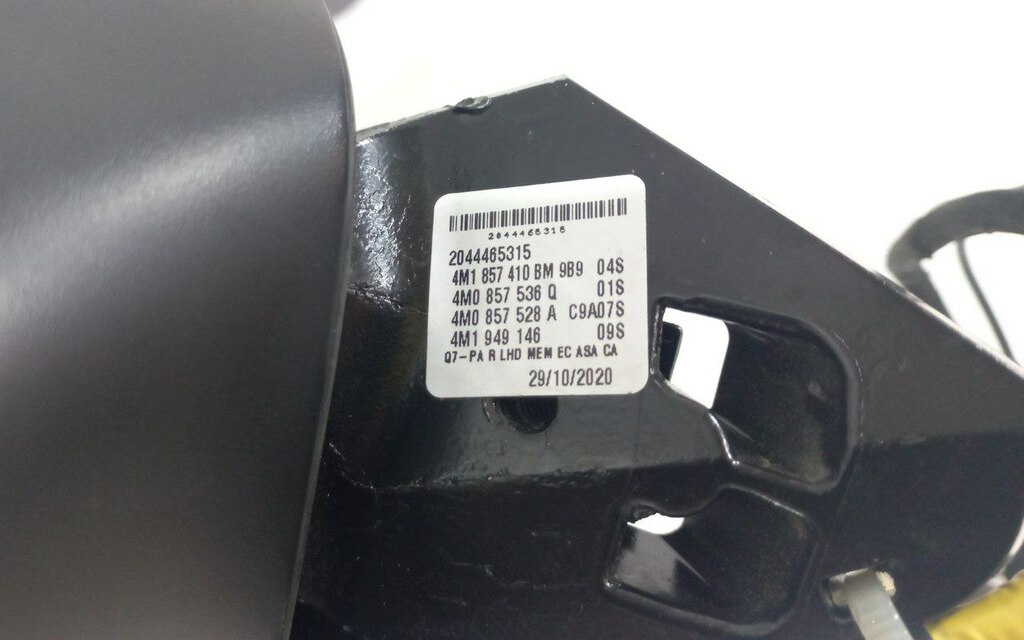 2044465315
2044465315
4M1 857 410 BM 9B9 04S
4M0 857 536 Q 01S
4M0 857 528 A C9A07S
4M1 949 146 09S
Q7-PA R LHD MEM EC ASA CA
29/10/2020